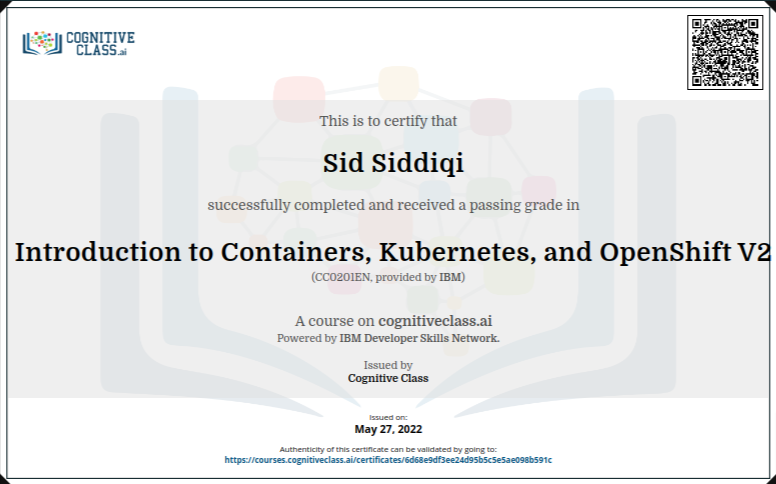 COGNITIVE
CLASS.ai
This is to certify that
Sid Siddiqi
successfully completed and received a passing grade in
Introduction to Containers, Kubernetes, and OpenShift V2
(CC0201EN, provided by IBM)
A course on cognitiveclass.ai
Powered by IBM Developer Skills Network.
Issued by
Cognitive Class
Issued on:
May 27, 2022
Authenticity of this certificate can be validated by going to:
https://courses.cognitiveclass.ai/certificates/6d68e9df3ee24d95b5c5e5ae098b591c